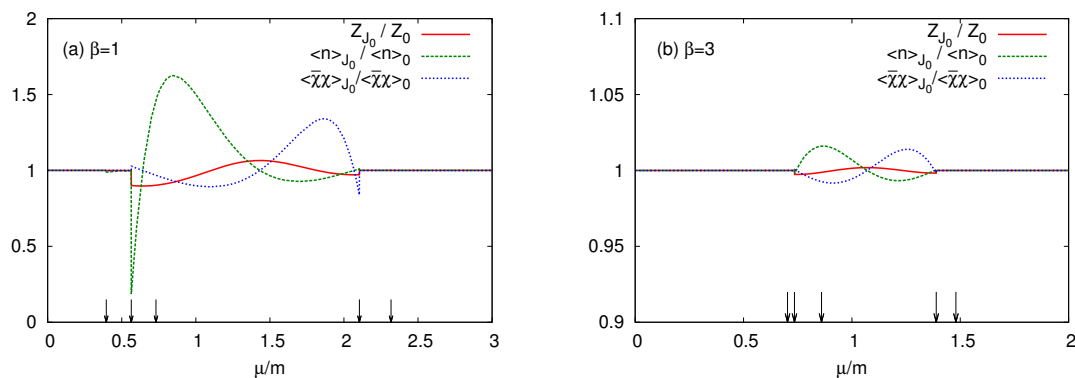 (a) β=1
Z_{J_0} / Z_0
<n>_{J_0} / <n>_0
<χ̄χ>_{J_0}/<χ̄χ>_0
2
1.5
1
0.5
0
0 0.5 1 1.5 2 2.5 3
μ/m
(b) β=3
Z_{J_0} / Z_0
<n>_{J_0} / <n>_0
<χ̄χ>_{J_0}/<χ̄χ>_0
1.1
1.05
1
0.95
0.9
0 0.5 1 1.5 2
μ/m